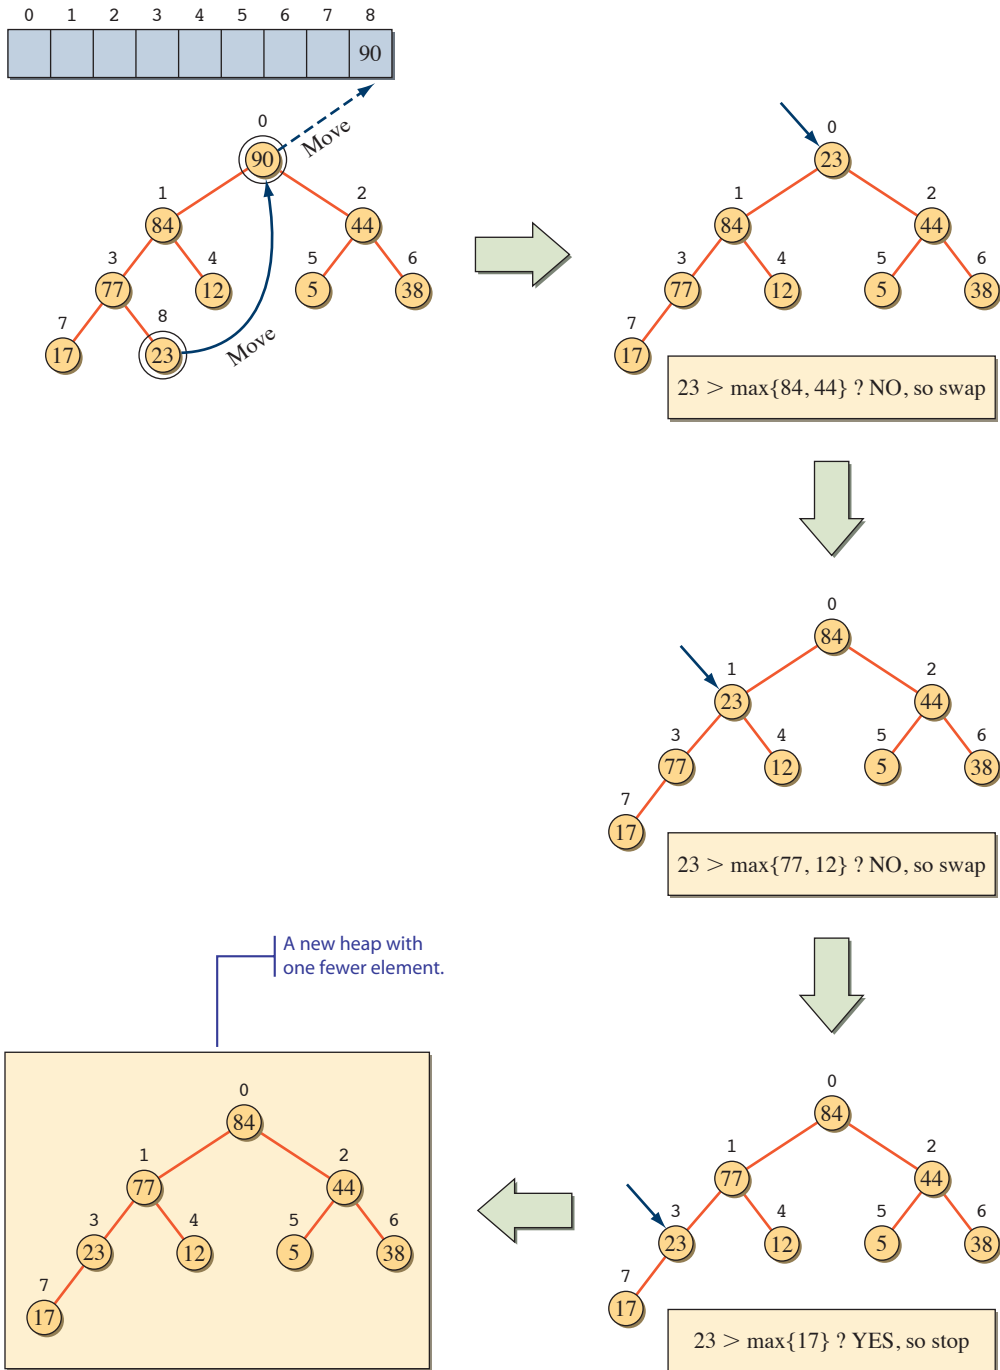 0 1 2 3 4 5 6 7 8
90
Move
0
90
1 2
84 44
3 4 5 6
77 12 5 38
7 8
17 23
Move
0
23
1 2
84 44
3 4 5 6
77 12 5 38
7
17
23 > max{84, 44} ? NO, so swap
0
84
1 2
23 44
3 4 5 6
77 12 5 38
7
17
23 > max{77, 12} ? NO, so swap
0
84
1 2
77 44
3 4 5 6
23 12 5 38
7
17
23 > max{17} ? YES, so stop
A new heap with
one fewer element.
0
84
1 2
77 44
3 4 5 6
23 12 5 38
7
17